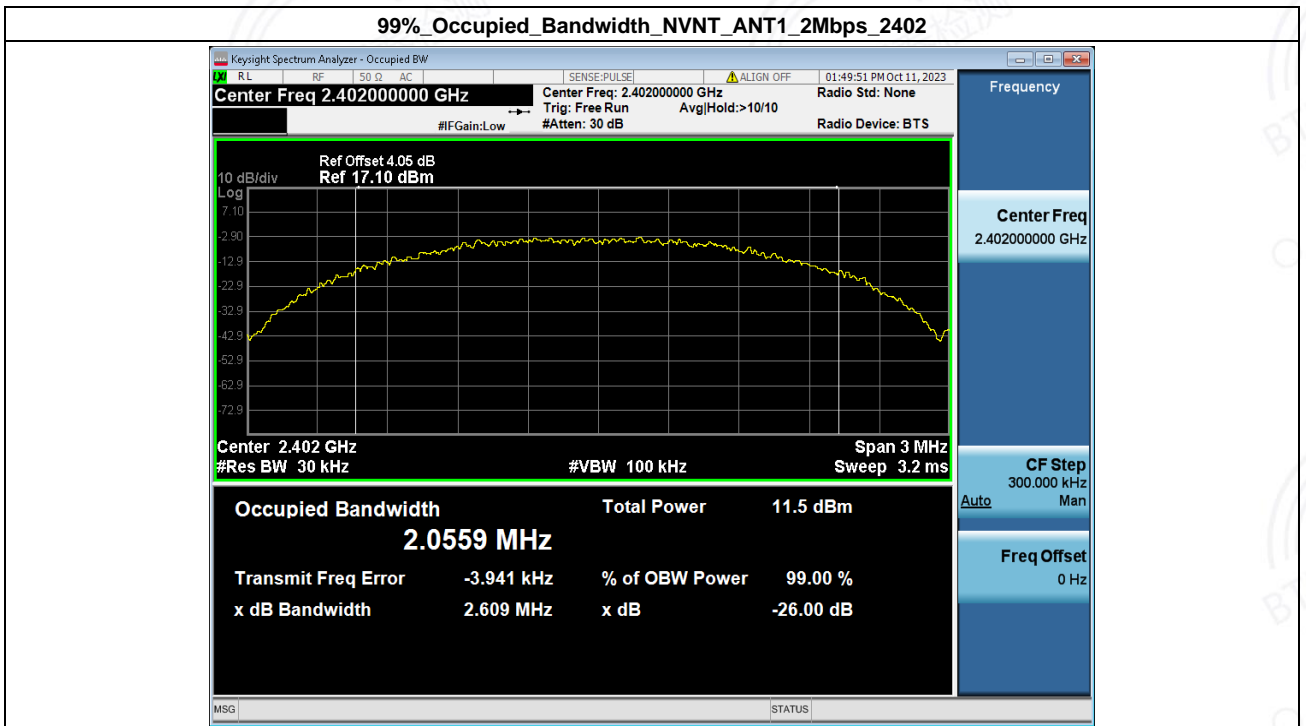 99%_Occupied_Bandwidth_NVNT_ANT1_2Mbps_2402
Keysight Spectrum Analyzer - Occupied BW
LXI RL RF 50 Ω AC SENSE:PULSE ALIGN OFF 01:49:51 PM Oct 11, 2023
Center Freq 2.402000000 GHz Center Freq: 2.402000000 GHz Radio Std: None
Trig: Free Run Avg|Hold:>10/10
#IFGain:Low #Atten: 30 dB Radio Device: BTS
Ref Offset 4.05 dB
10 dB/div Ref 17.10 dBm
Log
7.10
-2.90
-12.9
-22.9
-32.9
-42.9
-52.9
-62.9
-72.9
Center 2.402 GHz Span 3 MHz
#Res BW 30 kHz #VBW 100 kHz Sweep 3.2 ms
Occupied Bandwidth Total Power 11.5 dBm
2.0559 MHz
Transmit Freq Error -3.941 kHz % of OBW Power 99.00 %
x dB Bandwidth 2.609 MHz x dB -26.00 dB
MSG STATUS
Frequency
Center Freq
2.402000000 GHz
CF Step
300.000 kHz
Auto Man
Freq Offset
0 Hz